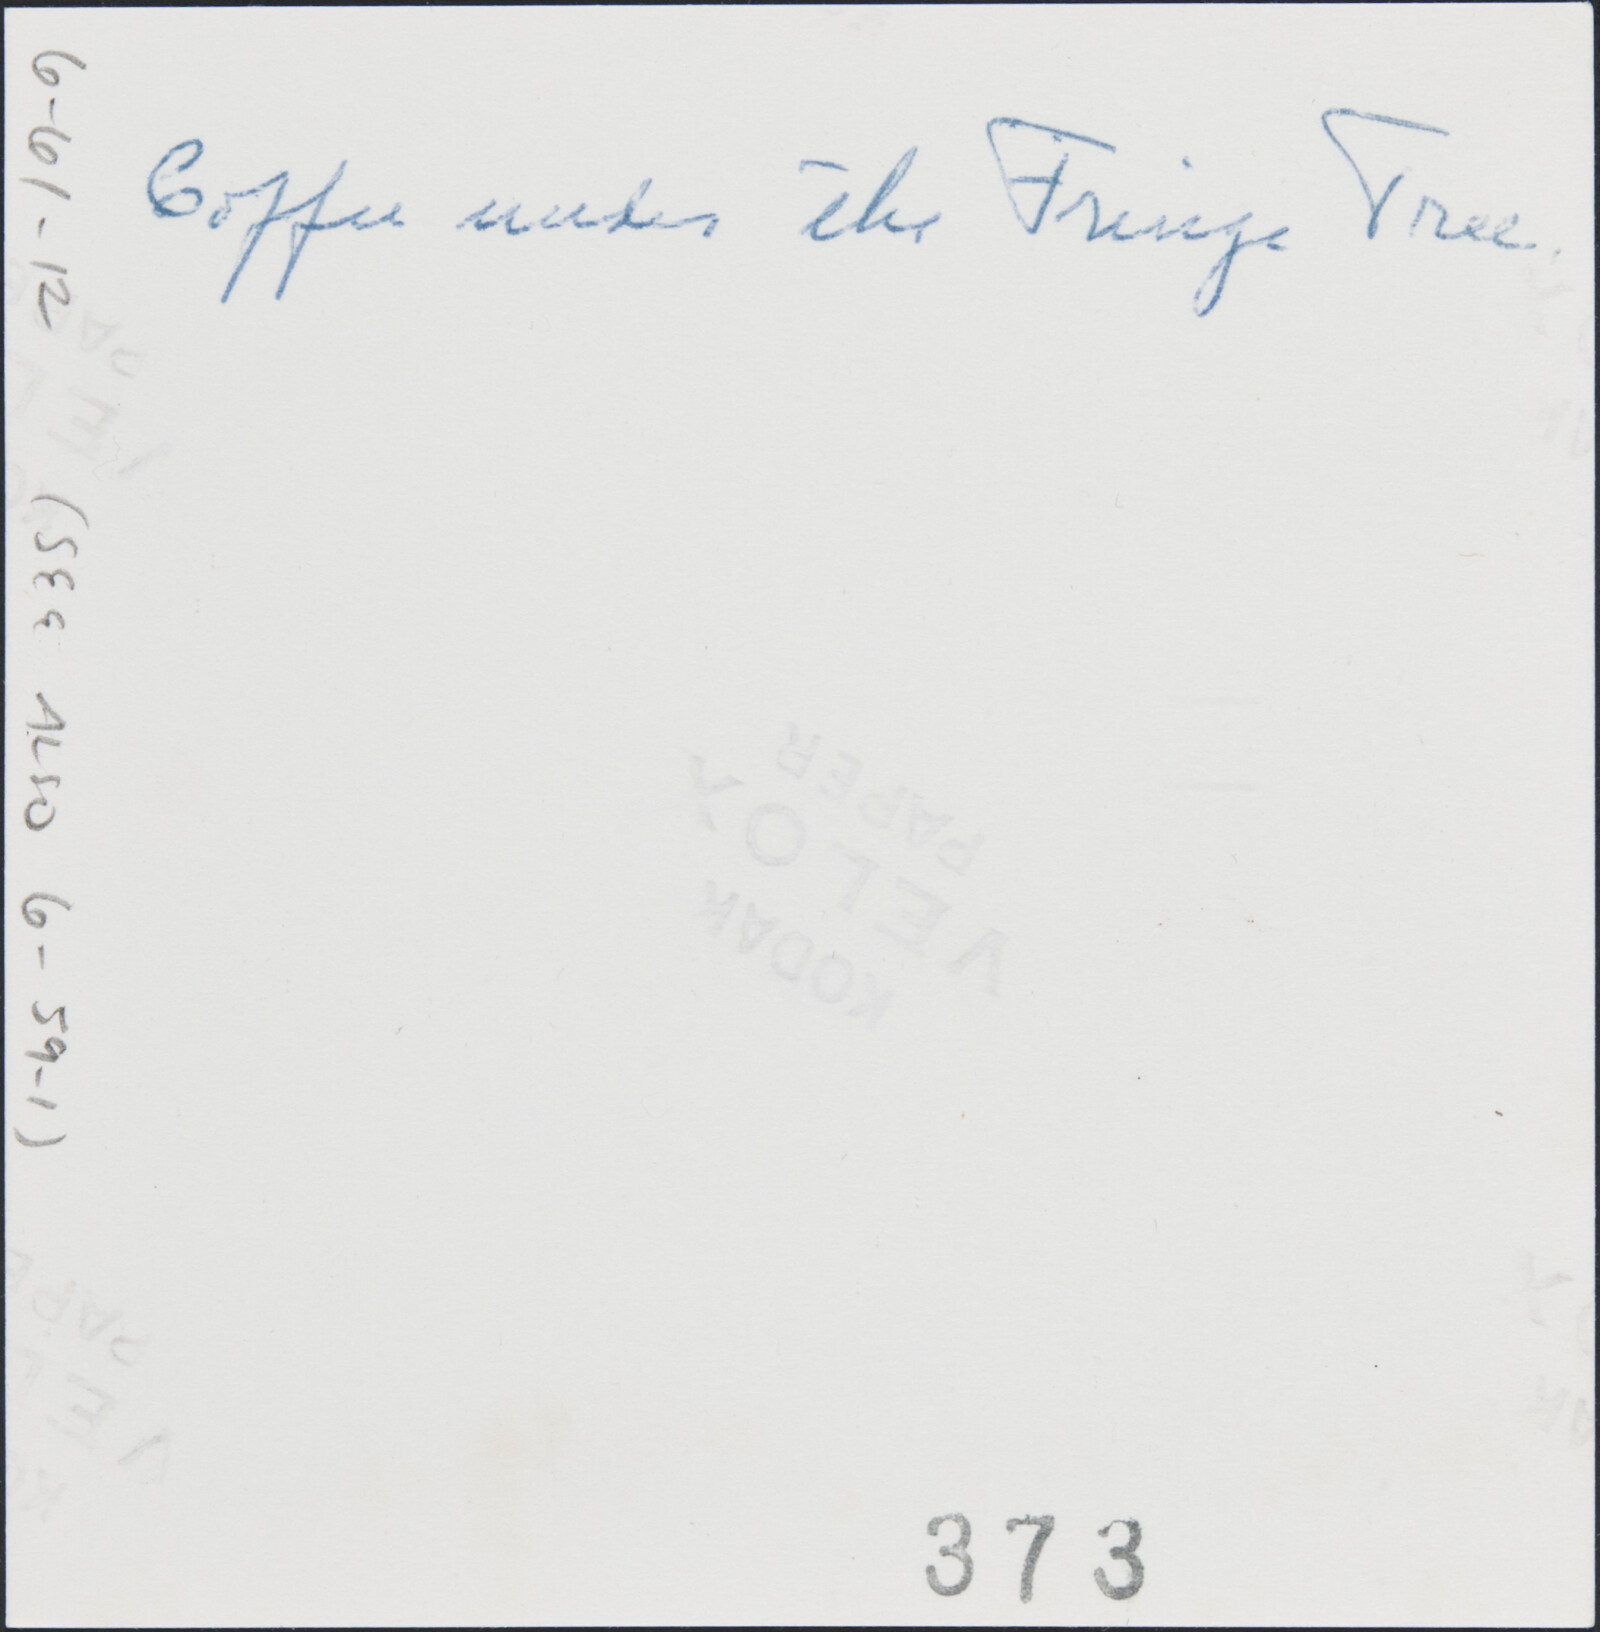 Coffee under the Fringe Tree.
6-61-12 (SEE ALSO 6-59-1)
KODAK
VELOX
PAPER
373